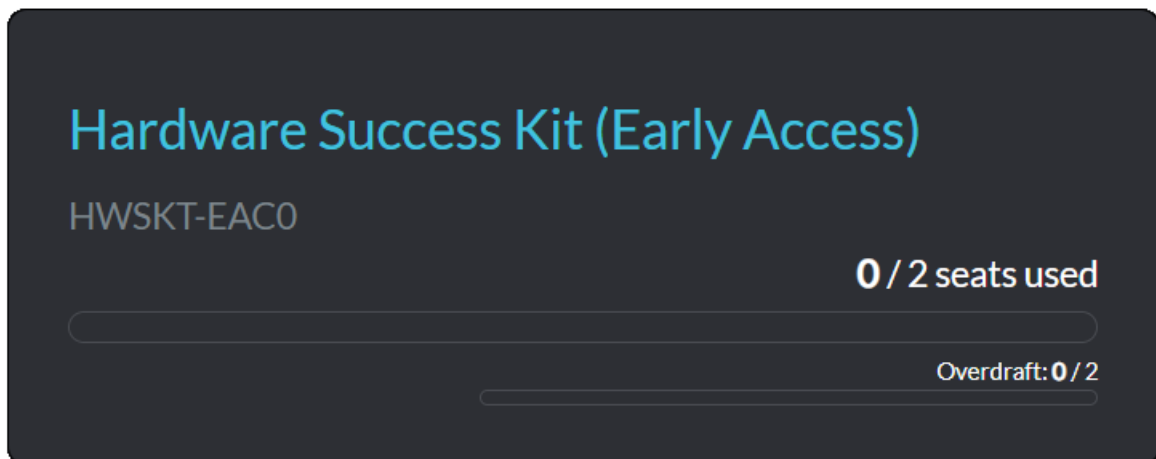 Hardware Success Kit (Early Access)
HWSKT-EAC0
0 / 2 seats used
Overdraft: 0 / 2